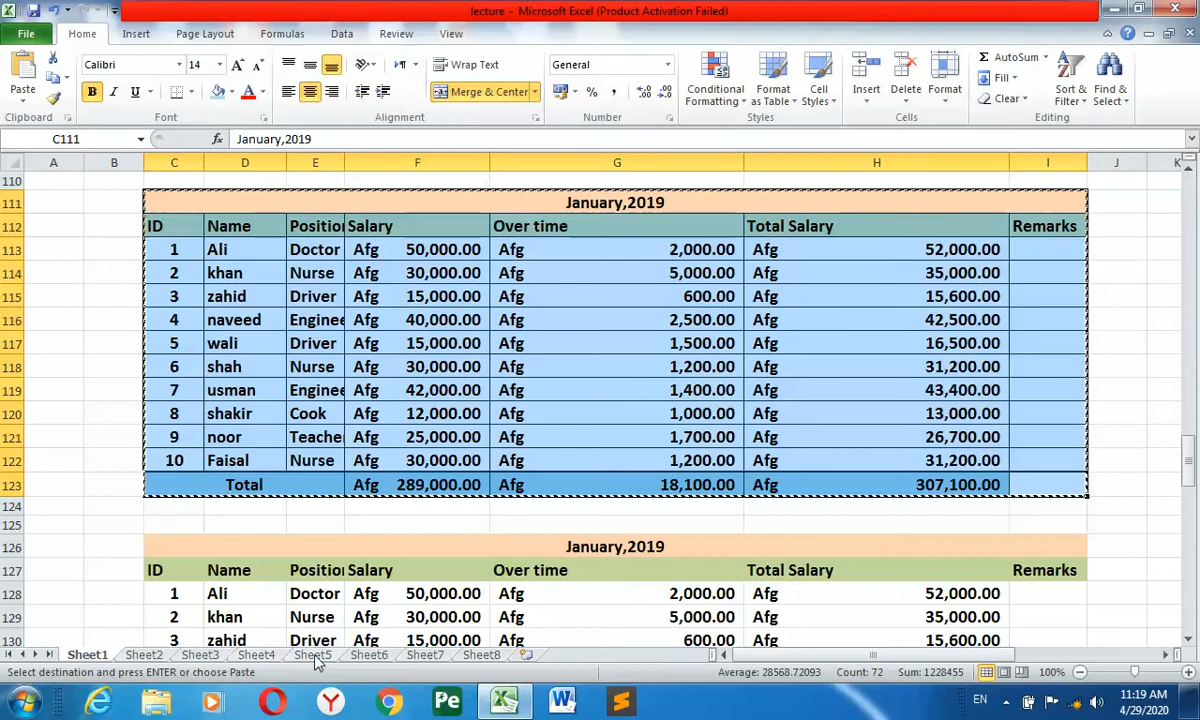 lecture - Microsoft Excel (Product Activation Failed)
File Home Insert Page Layout Formulas Data Review View
Paste Calibri 14 Wrap Text General Conditional Formatting Format as Table Cell Styles Insert Delete Format AutoSum Fill Clear Sort & Filter Find & Select
B I U A Merge & Center % ,
Clipboard Font Alignment Number Styles Cells Editing
C111 fx January,2019
A B C D E F G H I J K
110
111 January,2019
112 ID Name Position Salary Over time Total Salary Remarks
113 1 Ali Doctor Afg 50,000.00 Afg 2,000.00 Afg 52,000.00
114 2 khan Nurse Afg 30,000.00 Afg 5,000.00 Afg 35,000.00
115 3 zahid Driver Afg 15,000.00 Afg 600.00 Afg 15,600.00
116 4 naveed Enginee Afg 40,000.00 Afg 2,500.00 Afg 42,500.00
117 5 wali Driver Afg 15,000.00 Afg 1,500.00 Afg 16,500.00
118 6 shah Nurse Afg 30,000.00 Afg 1,200.00 Afg 31,200.00
119 7 usman Enginee Afg 42,000.00 Afg 1,400.00 Afg 43,400.00
120 8 shakir Cook Afg 12,000.00 Afg 1,000.00 Afg 13,000.00
121 9 noor Teache Afg 25,000.00 Afg 1,700.00 Afg 26,700.00
122 10 Faisal Nurse Afg 30,000.00 Afg 1,200.00 Afg 31,200.00
123 Total Afg 289,000.00 Afg 18,100.00 Afg 307,100.00
124
125
126 January,2019
127 ID Name Position Salary Over time Total Salary Remarks
128 1 Ali Doctor Afg 50,000.00 Afg 2,000.00 Afg 52,000.00
129 2 khan Nurse Afg 30,000.00 Afg 5,000.00 Afg 35,000.00
130 3 zahid Driver Afg 15,000.00 Afg 600.00 Afg 15,600.00
Sheet1 Sheet2 Sheet3 Sheet4 Sheet5 Sheet6 Sheet7 Sheet8
Select destination and press ENTER or choose Paste Average: 28568.72093 Count: 72 Sum: 1228455 100%
Pe EN 11:19 AM
4/29/2020